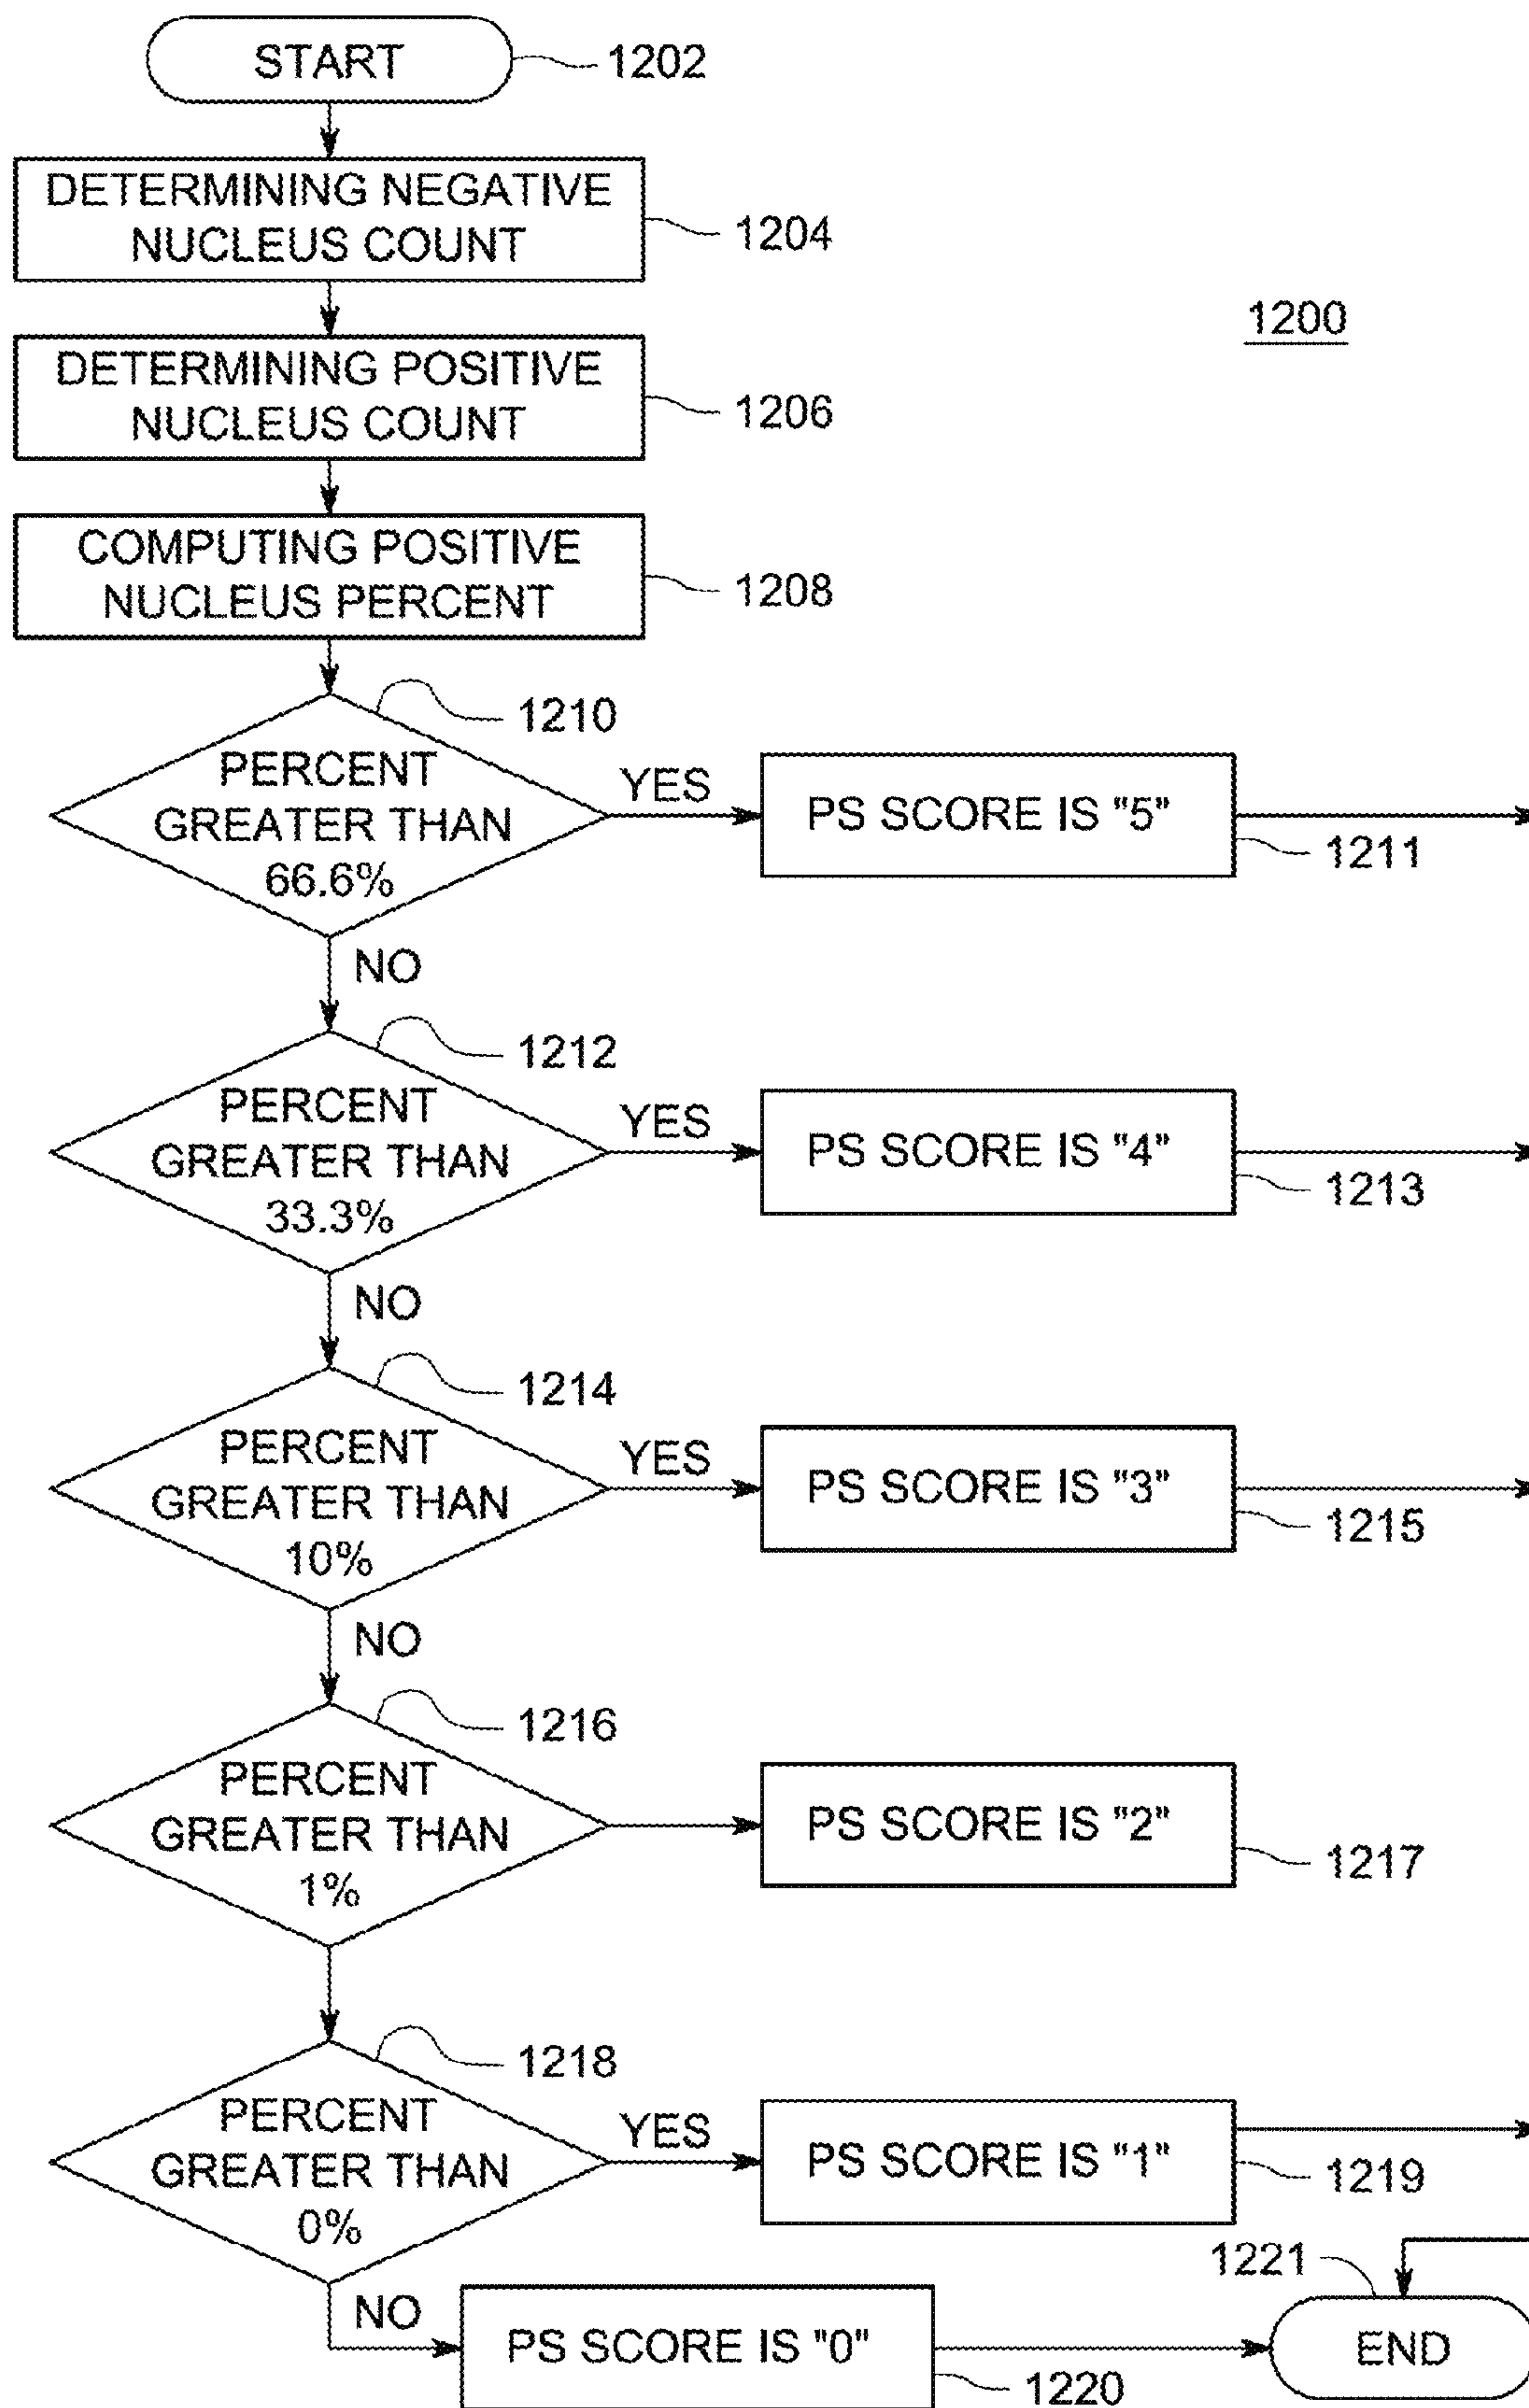 START
1202
DETERMINING NEGATIVE
NUCLEUS COUNT
1204
1200
DETERMINING POSITIVE
NUCLEUS COUNT
1206
COMPUTING POSITIVE
NUCLEUS PERCENT
1208
1210
PERCENT
GREATER THAN
66.6%
YES
PS SCORE IS "5"
1211
NO
1212
PERCENT
GREATER THAN
33.3%
YES
PS SCORE IS "4"
1213
NO
1214
PERCENT
GREATER THAN
10%
YES
PS SCORE IS "3"
1215
NO
1216
PERCENT
GREATER THAN
1%
PS SCORE IS "2"
1217
1218
PERCENT
GREATER THAN
0%
YES
PS SCORE IS "1"
1219
NO
PS SCORE IS "0"
1220
1221
END